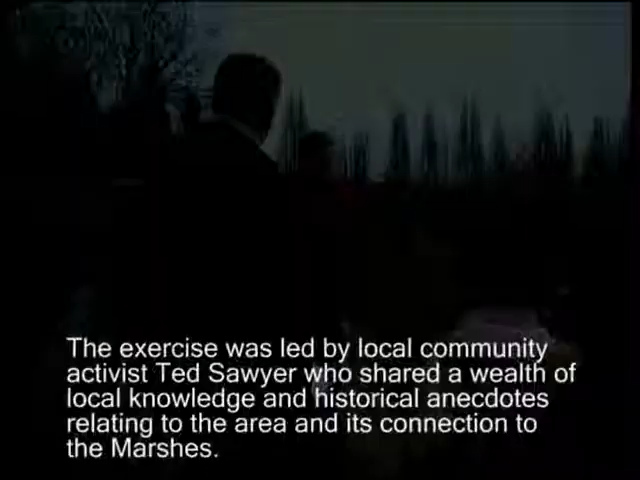 The exercise was led by local community
activist Ted Sawyer who shared a wealth of
local knowledge and historical anecdotes
relating to the area and its connection to
the Marshes.